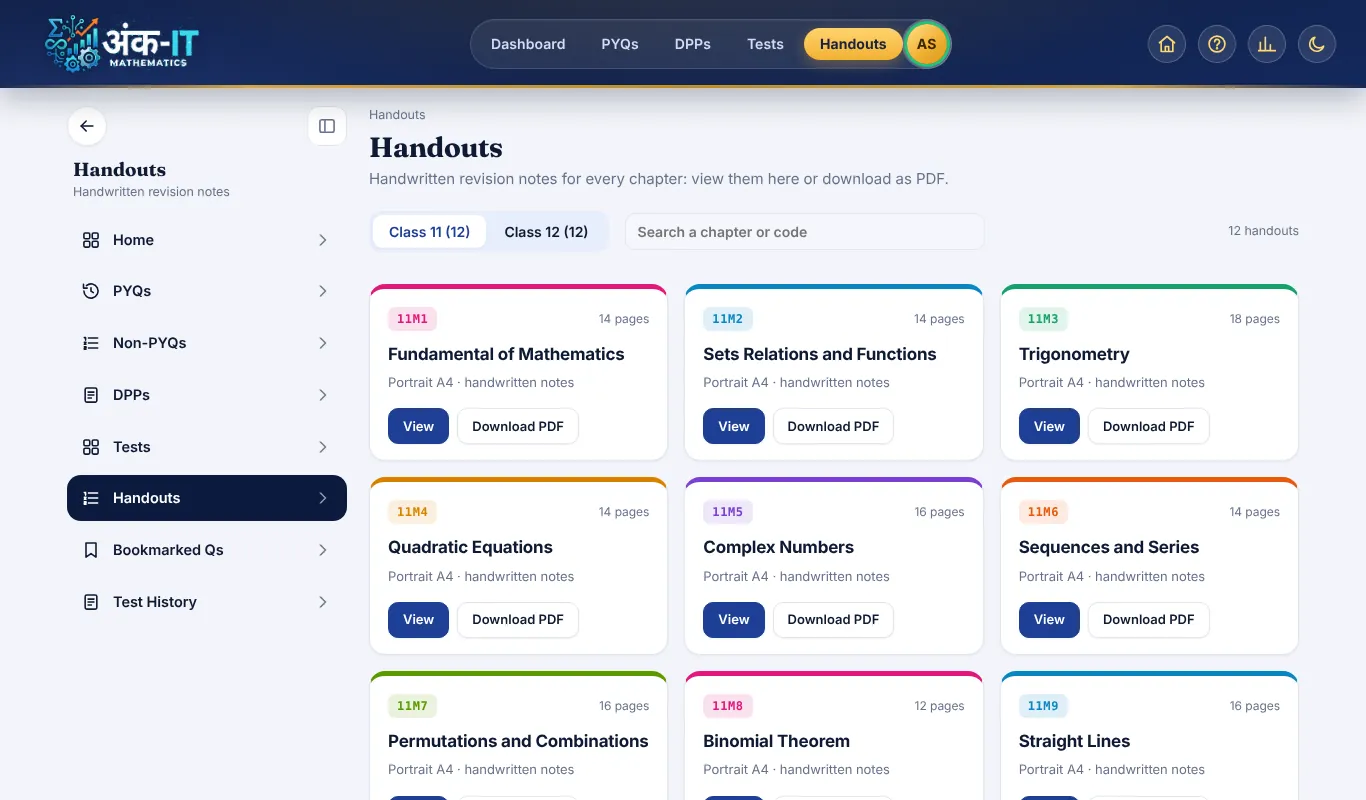 अंक-IT
MATHEMATICS
Dashboard
PYQs
DPPs
Tests
Handouts
AS
Handouts
Handwritten revision notes
Home
PYQs
Non-PYQs
DPPs
Tests
Handouts
Bookmarked Qs
Test History
Handouts
Handouts
Handwritten revision notes for every chapter: view them here or download as PDF.
Class 11 (12)
Class 12 (12)
Search a chapter or code
12 handouts
11M1
14 pages
Fundamental of Mathematics
Portrait A4 · handwritten notes
View
Download PDF
11M2
14 pages
Sets Relations and Functions
Portrait A4 · handwritten notes
View
Download PDF
11M3
18 pages
Trigonometry
Portrait A4 · handwritten notes
View
Download PDF
11M4
14 pages
Quadratic Equations
Portrait A4 · handwritten notes
View
Download PDF
11M5
16 pages
Complex Numbers
Portrait A4 · handwritten notes
View
Download PDF
11M6
14 pages
Sequences and Series
Portrait A4 · handwritten notes
View
Download PDF
11M7
16 pages
Permutations and Combinations
Portrait A4 · handwritten notes
11M8
12 pages
Binomial Theorem
Portrait A4 · handwritten notes
11M9
16 pages
Straight Lines
Portrait A4 · handwritten notes